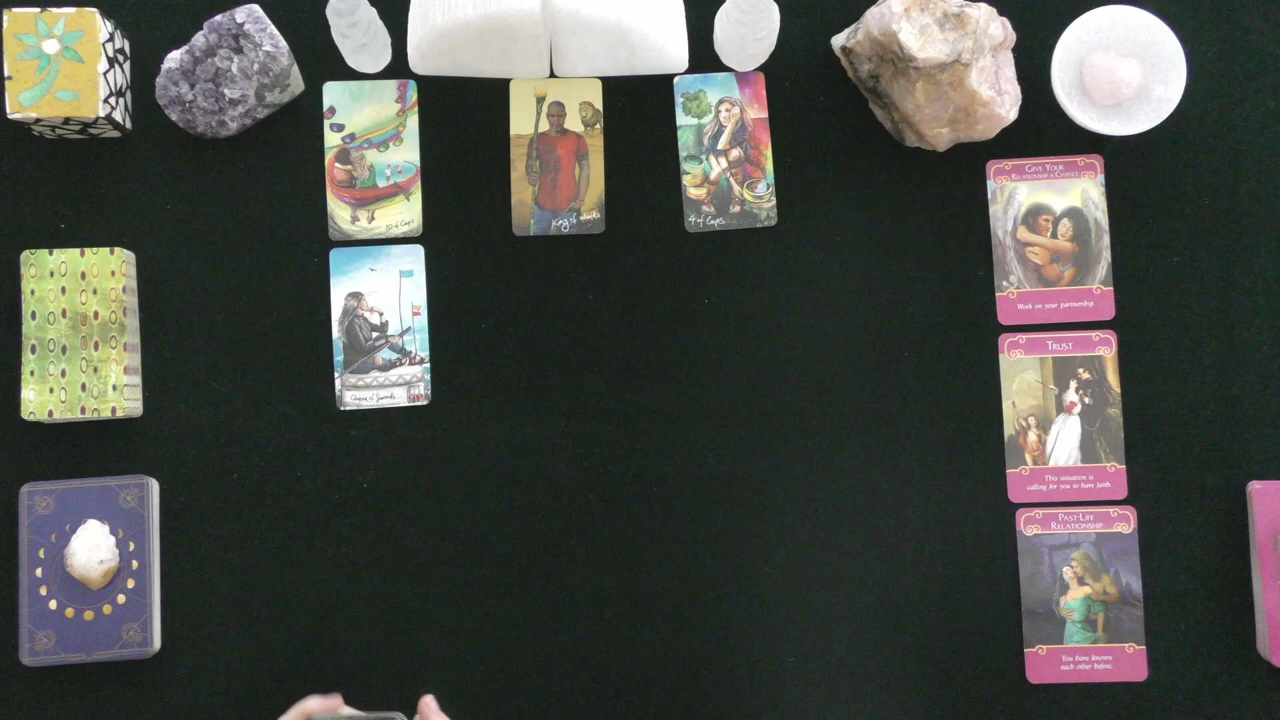 10 of Cups
King of Wands
4 of Cups
Queen of Swords
GIVE YOUR
RELATIONSHIP A CHANCE
Work on your partnership.
TRUST
This situation is
calling for you to have faith.
PAST-LIFE
RELATIONSHIP
You have known
each other before.